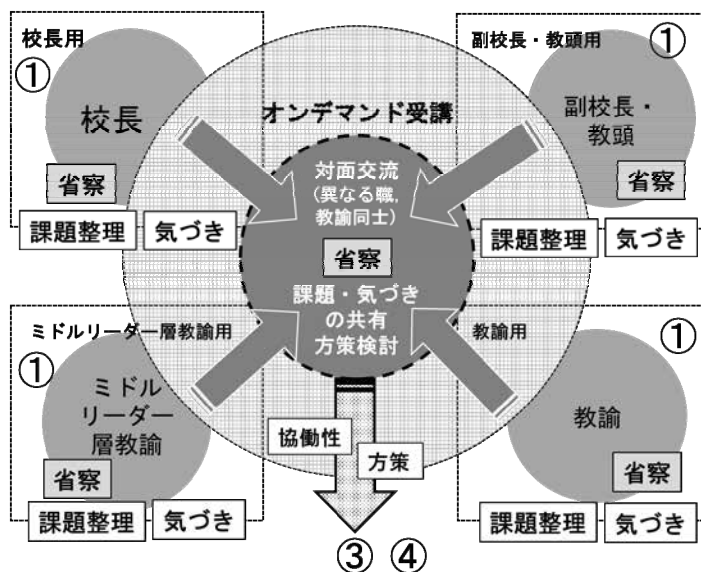 校長用
①
校長
省察
課題整理
気づき
副校長・教頭用
①
副校長・
教頭
省察
課題整理
気づき
オンデマンド受講
対面交流
(異なる職,
教諭同士)
省察
課題・気づき
の共有
方策検討
ミドルリーダー層教諭用
①
ミドル
リーダー
層教諭
省察
課題整理
気づき
教諭用
①
教諭
省察
課題整理
気づき
協働性
方策
③ ④